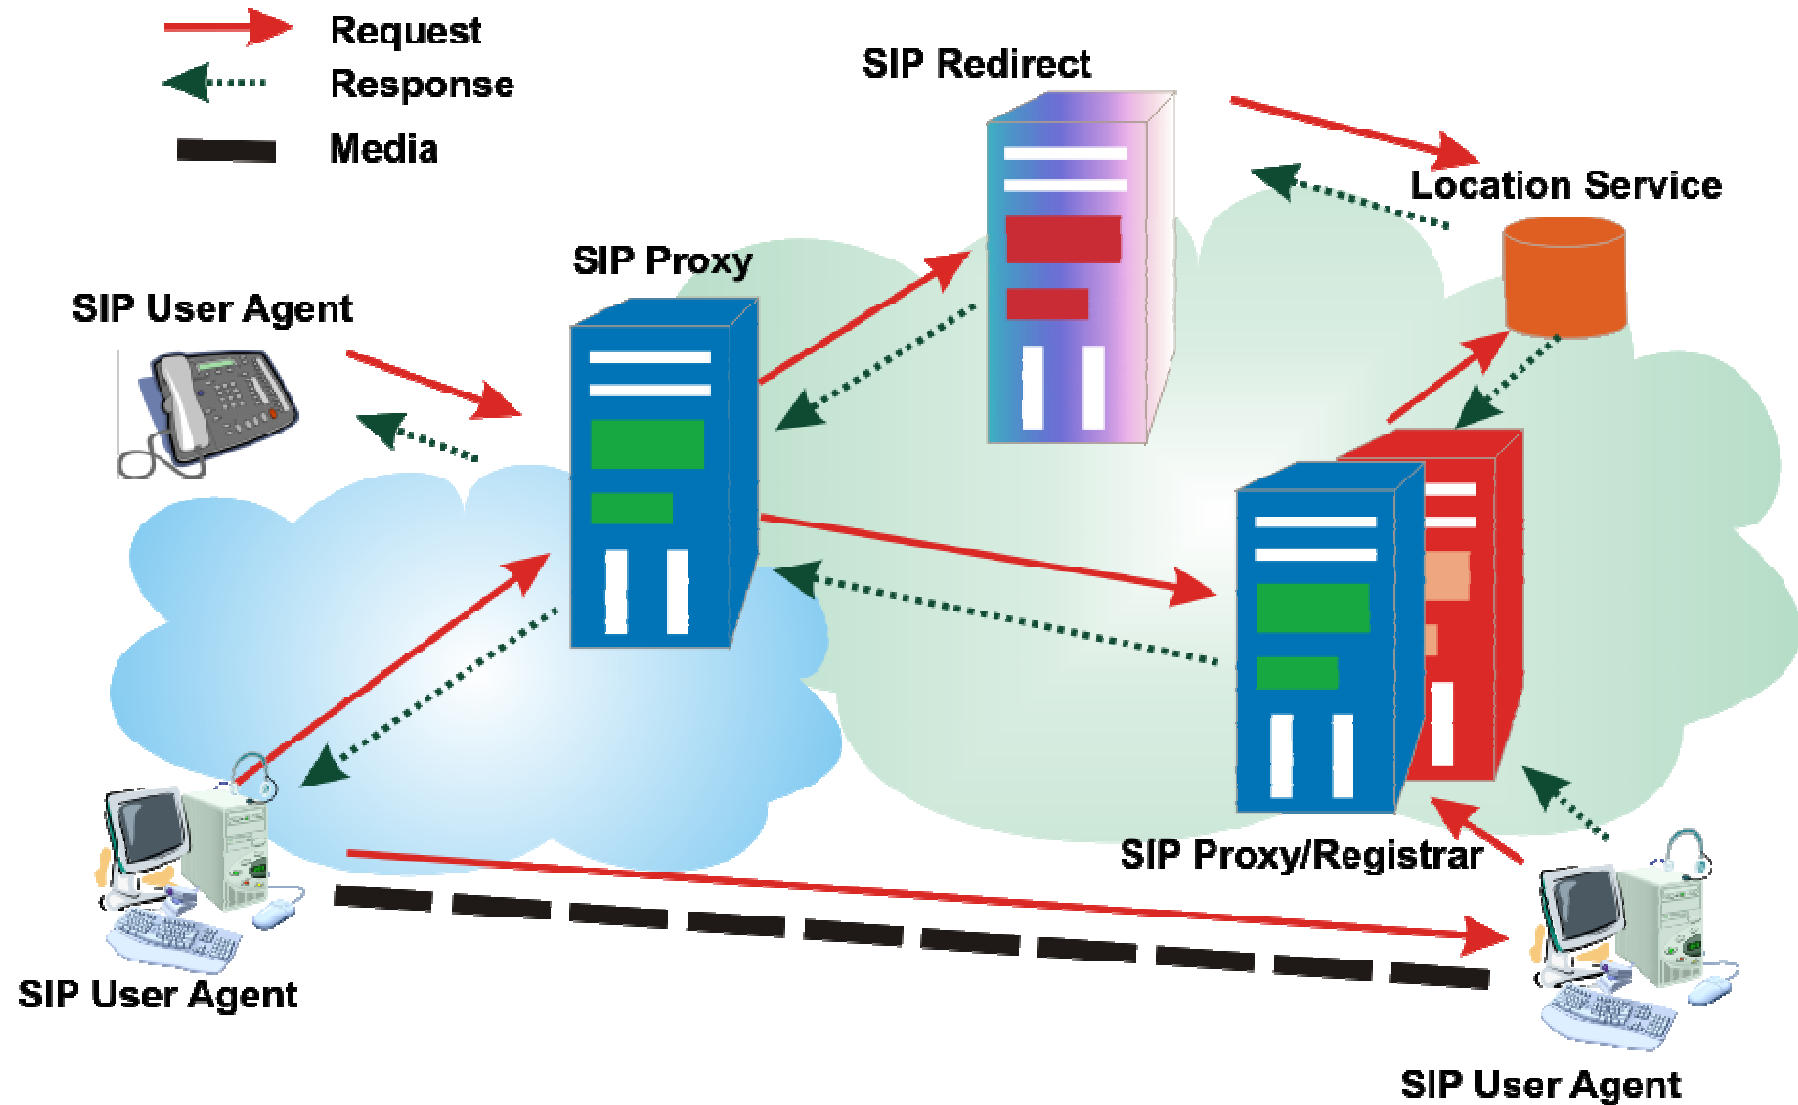 Request
Response
Media
SIP Redirect
Location Service
SIP Proxy
SIP User Agent
SIP Proxy/Registrar
SIP User Agent
SIP User Agent